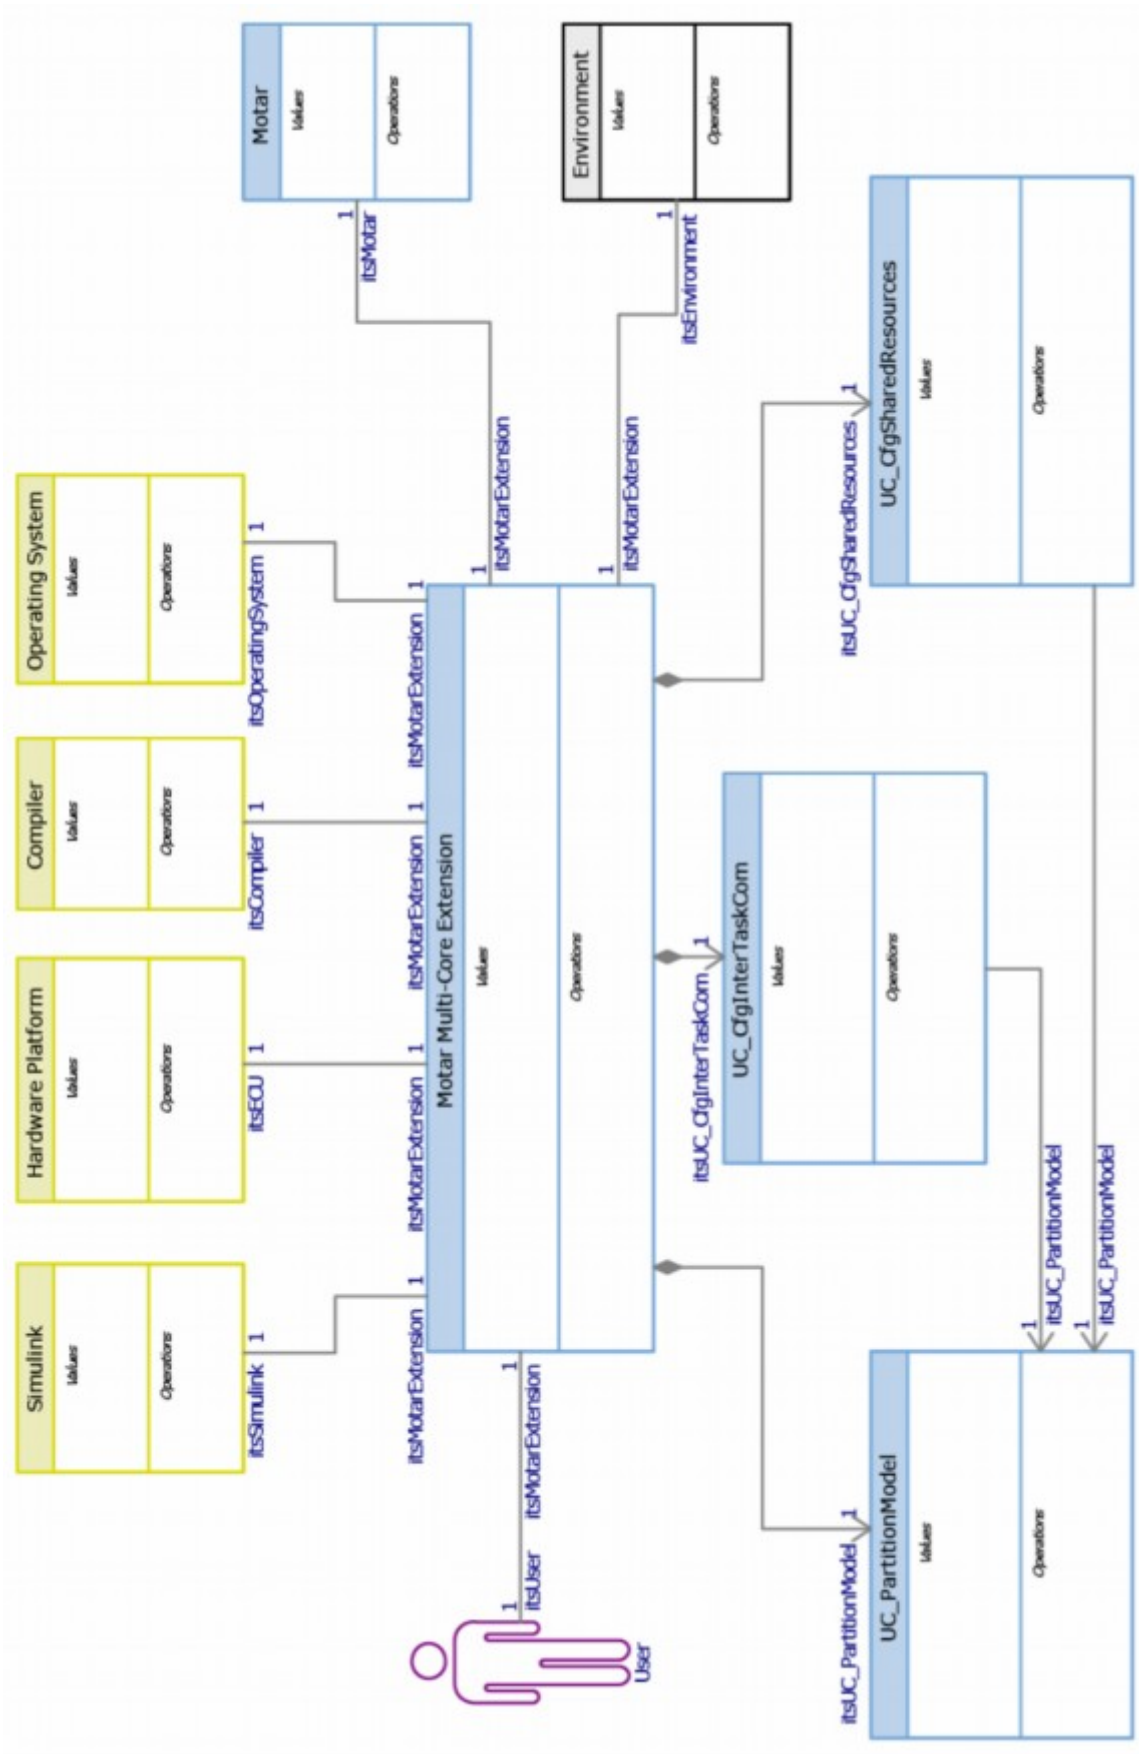 Simulink
Values
Operations
Hardware Platform
Values
Operations
Compiler
Values
Operations
Operating System
Values
Operations
itsSimulink 1
itsECU 1
itsCompiler 1
itsOperatingSystem 1
itsMotarExtension 1
itsMotarExtension 1
itsMotarExtension 1
itsMotarExtension 1
Motar
Values
Operations
1
itsMotar
1
itsMotarExtension
Motar Multi-Core Extension
Values
Operations
User
1
itsUser
1
itsMotarExtension
Environment
Values
Operations
1
itsEnvironment
1
itsMotarExtension
itsUC_PartitionModel 1
itsUC_CfgInterTaskCom 1
itsUC_CfgSharedResources 1
UC_CfgInterTaskCom
Values
Operations
UC_PartitionModel
Values
Operations
UC_CfgSharedResources
Values
Operations
1
itsUC_PartitionModel
1
itsUC_PartitionModel